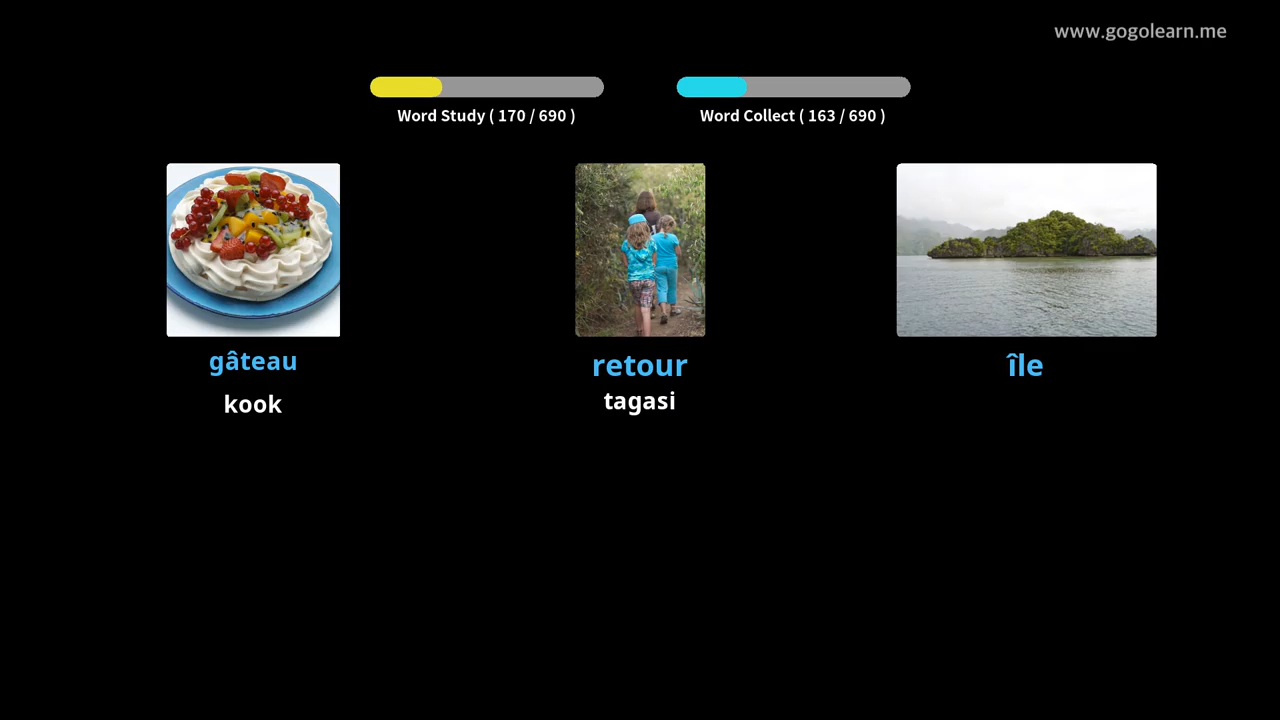 www.gogolearn.me
Word Study ( 170 / 690 )
Word Collect ( 163 / 690 )
gâteau
kook
retour
tagasi
île